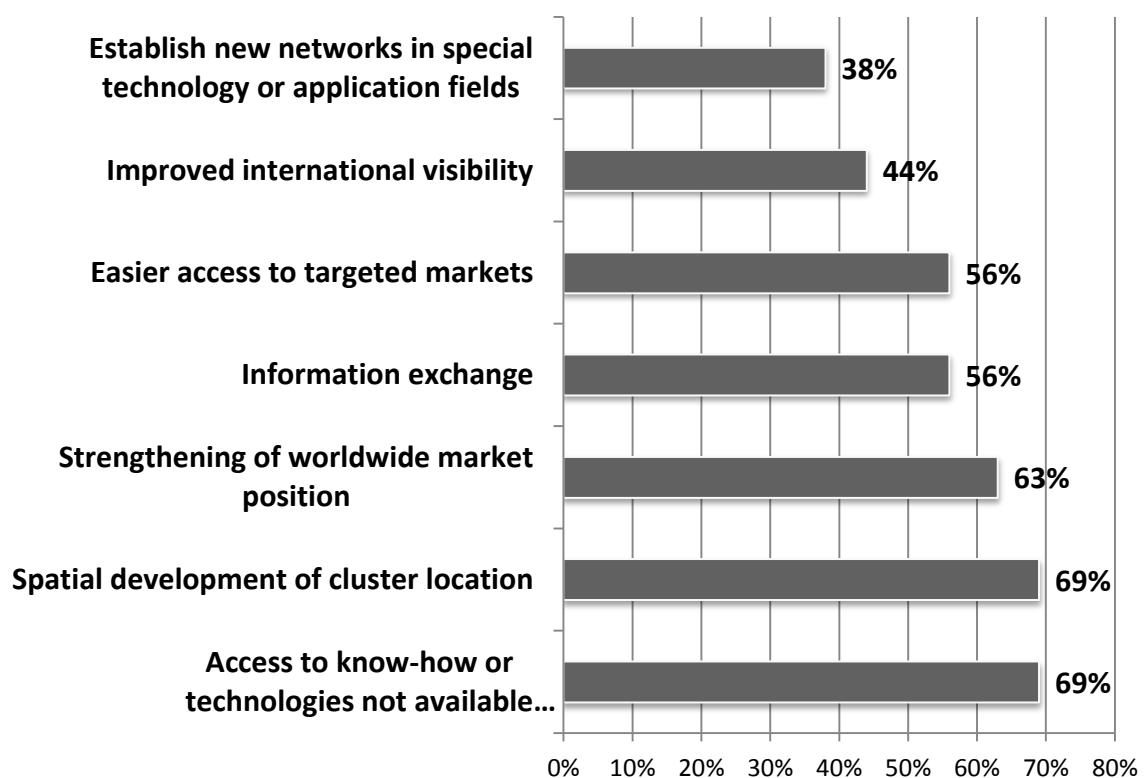 Establish new networks in special
technology or application fields
38%
Improved international visibility
44%
Easier access to targeted markets
56%
Information exchange
56%
Strengthening of worldwide market
position
63%
Spatial development of cluster location
69%
Access to know-how or
technologies not available…
69%
0% 10% 20% 30% 40% 50% 60% 70% 80%